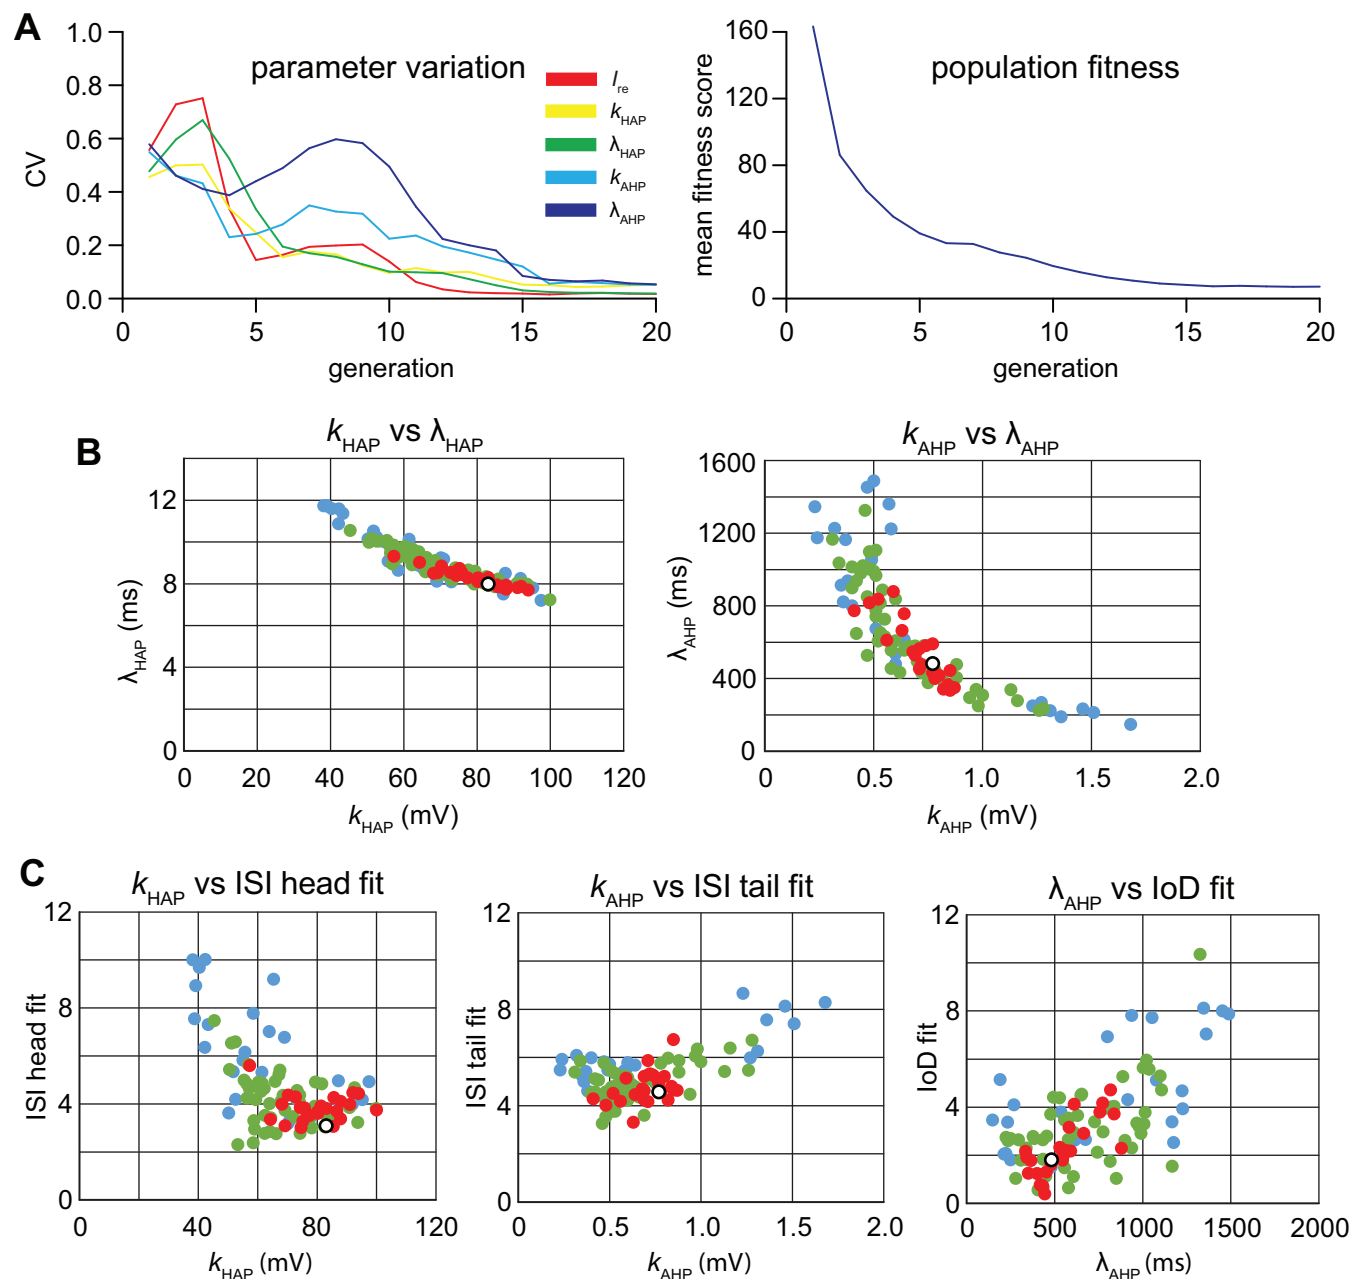 A
parameter variation
CV
1.0
0.8
0.6
0.4
0.2
0.0
0 5 10 15 20
generation
I_re
k_HAP
λ_HAP
k_AHP
λ_AHP
population fitness
mean fitness score
160
120
80
40
0
0 5 10 15 20
generation
B
k_HAP vs λ_HAP
λ_HAP (ms)
12
8
4
0
0 20 40 60 80 100 120
k_HAP (mV)
k_AHP vs λ_AHP
λ_AHP (ms)
1600
1200
800
400
0
0 0.5 1.0 1.5 2.0
k_AHP (mV)
C
k_HAP vs ISI head fit
ISI head fit
12
8
4
0
0 40 80 120
k_HAP (mV)
k_AHP vs ISI tail fit
ISI tail fit
12
8
4
0
0 0.5 1.0 1.5 2.0
k_AHP (mV)
λ_AHP vs IoD fit
IoD fit
12
8
4
0
0 500 1000 1500 2000
λ_AHP (ms)